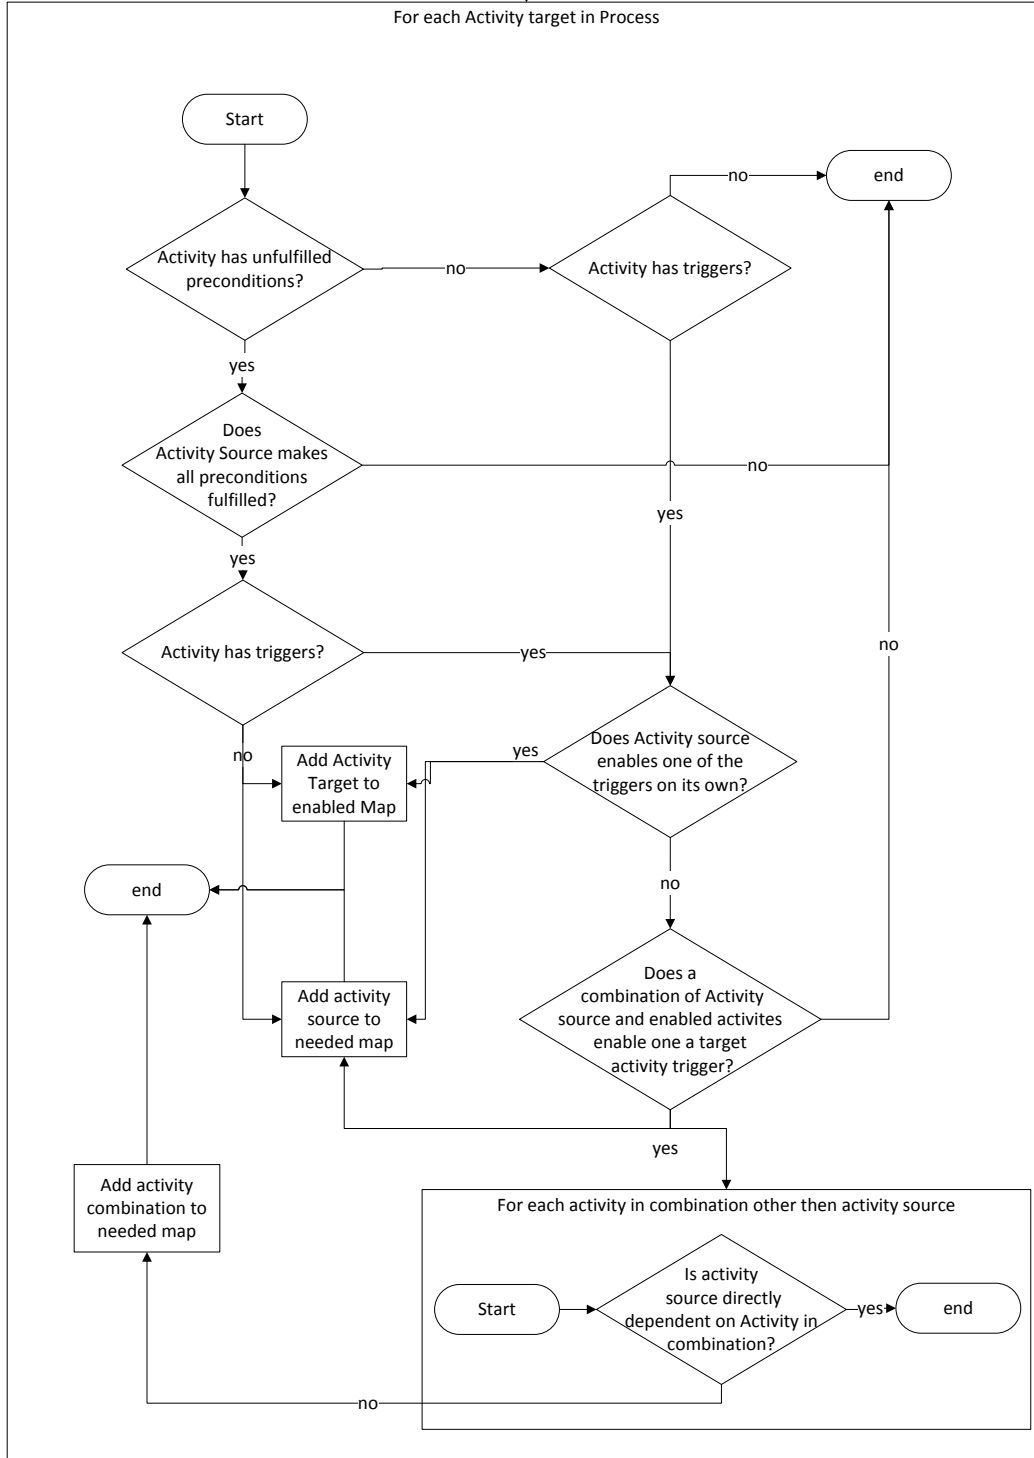 For each Activity target in Process
Start
no
end
Activity has unfulfilled
preconditions?
no
Activity has triggers?
yes
Does
Activity Source makes
all preconditions
fulfilled?
no
yes
yes
no
Activity has triggers?
yes
no
yes
Does Activity source
enables one of the
triggers on its own?
Add Activity
Target to
enabled Map
end
no
Add activity
source to
needed map
Does a
combination of Activity
source and enabled activites
enable one a target
activity trigger?
yes
Add activity
combination to
needed map
For each activity in combination other then activity source
Start
Is activity
source directly
dependent on Activity in
combination?
yes
end
no